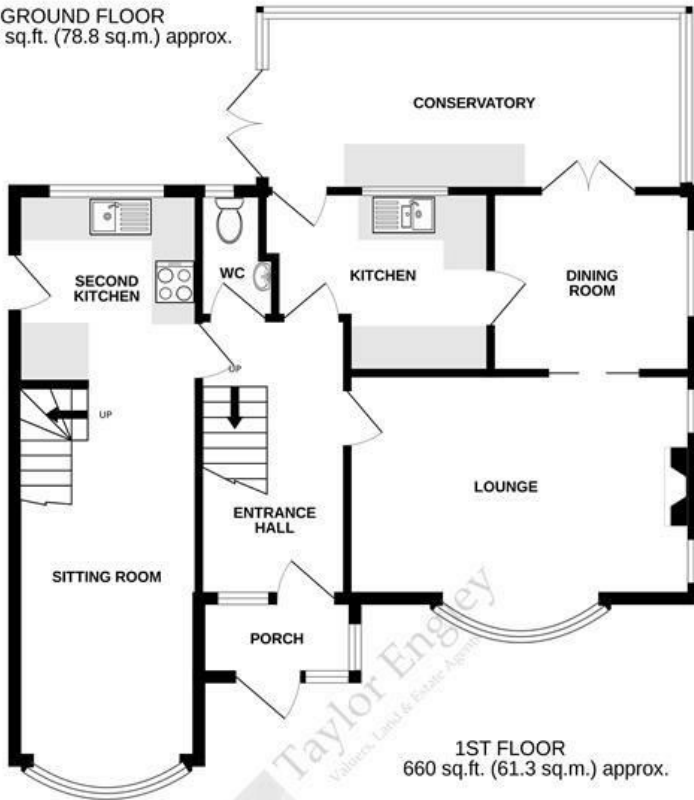 GROUND FLOOR
sq.ft. (78.8 sq.m.) approx.
CONSERVATORY
SECOND
KITCHEN
WC
KITCHEN
DINING
ROOM
UP
UP
LOUNGE
ENTRANCE
HALL
SITTING ROOM
PORCH
Taylor Engley
Valuers, Land & Estate Agents
1ST FLOOR
660 sq.ft. (61.3 sq.m.) approx.